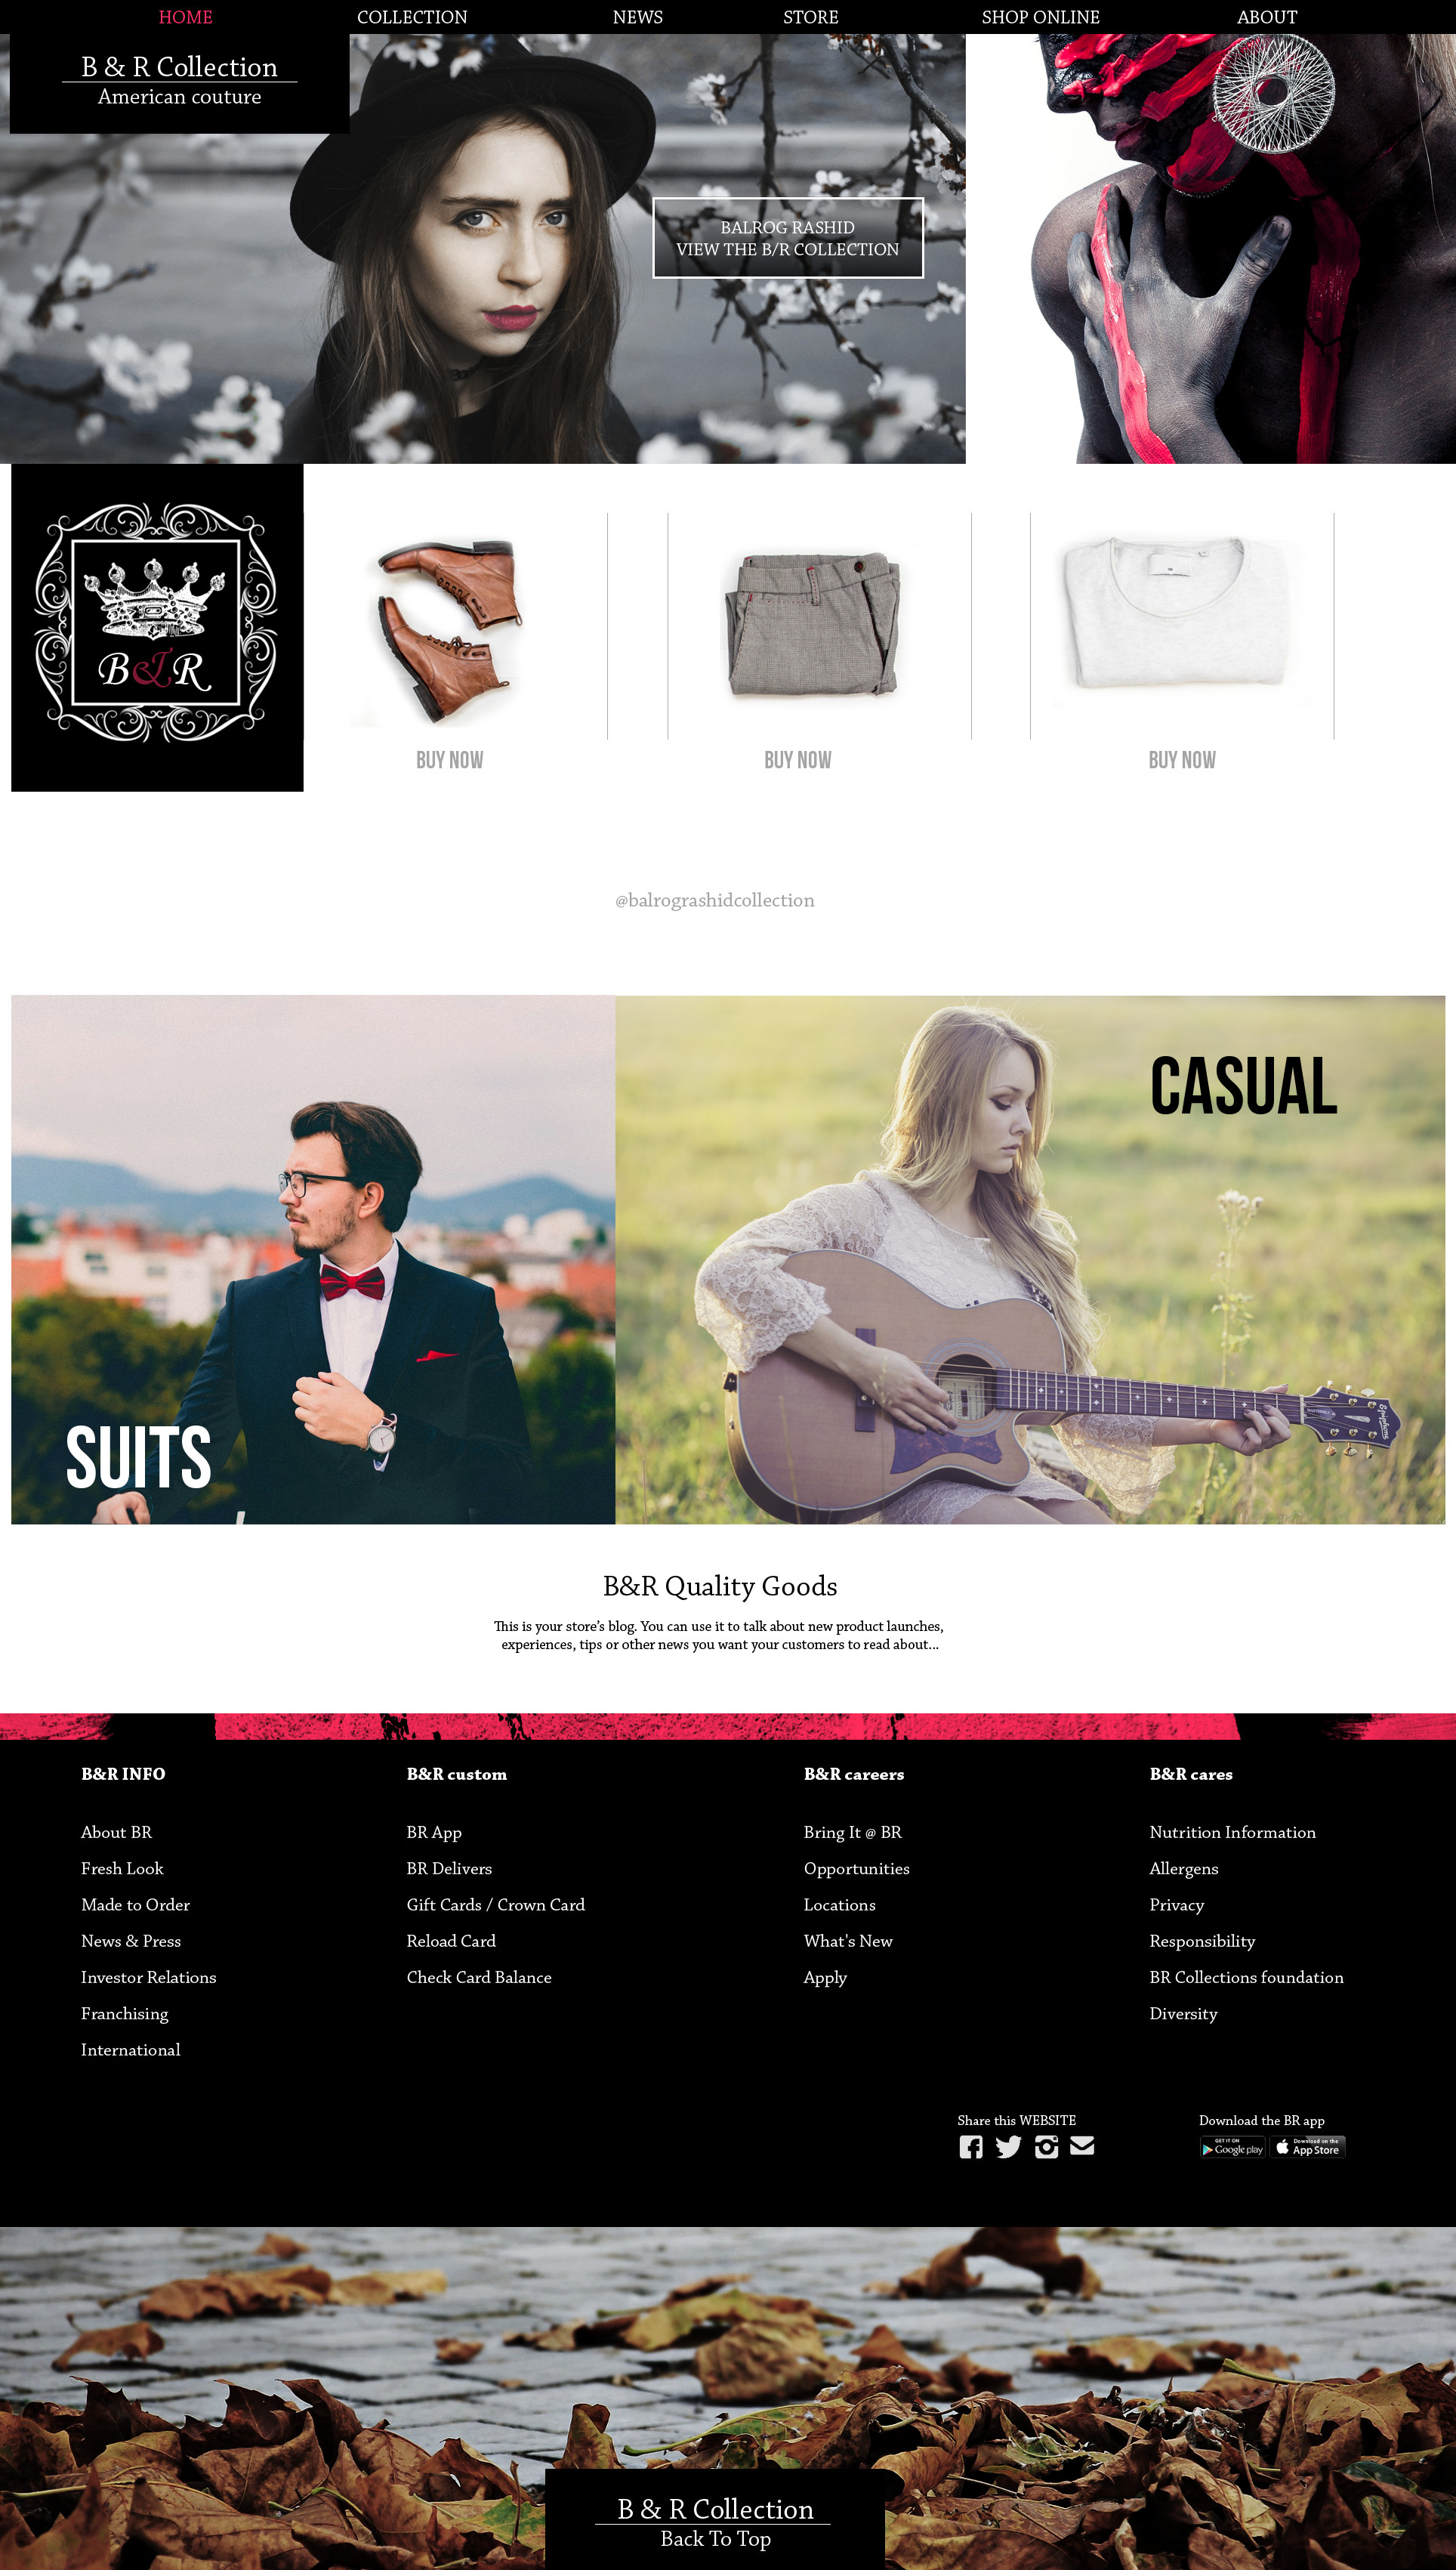 HOME COLLECTION NEWS STORE SHOP ONLINE ABOUT
B & R Collection
American couture
BALROG RASHID
VIEW THE B/R COLLECTION
B&R
BUY NOW BUY NOW BUY NOW
@balrograshidcollection
CASUAL
Epiphone
SUITS
B&R Quality Goods
This is your store’s blog. You can use it to talk about new product launches,
experiences, tips or other news you want your customers to read about...
B&R INFO
About BR
Fresh Look
Made to Order
News & Press
Investor Relations
Franchising
International
B&R custom
BR App
BR Delivers
Gift Cards / Crown Card
Reload Card
Check Card Balance
B&R careers
Bring It @ BR
Opportunities
Locations
What's New
Apply
B&R cares
Nutrition Information
Allergens
Privacy
Responsibility
BR Collections foundation
Diversity
Share this WEBSITE
Download the BR app
GET IT ON
Google play
Download on the
App Store
B & R Collection
Back To Top